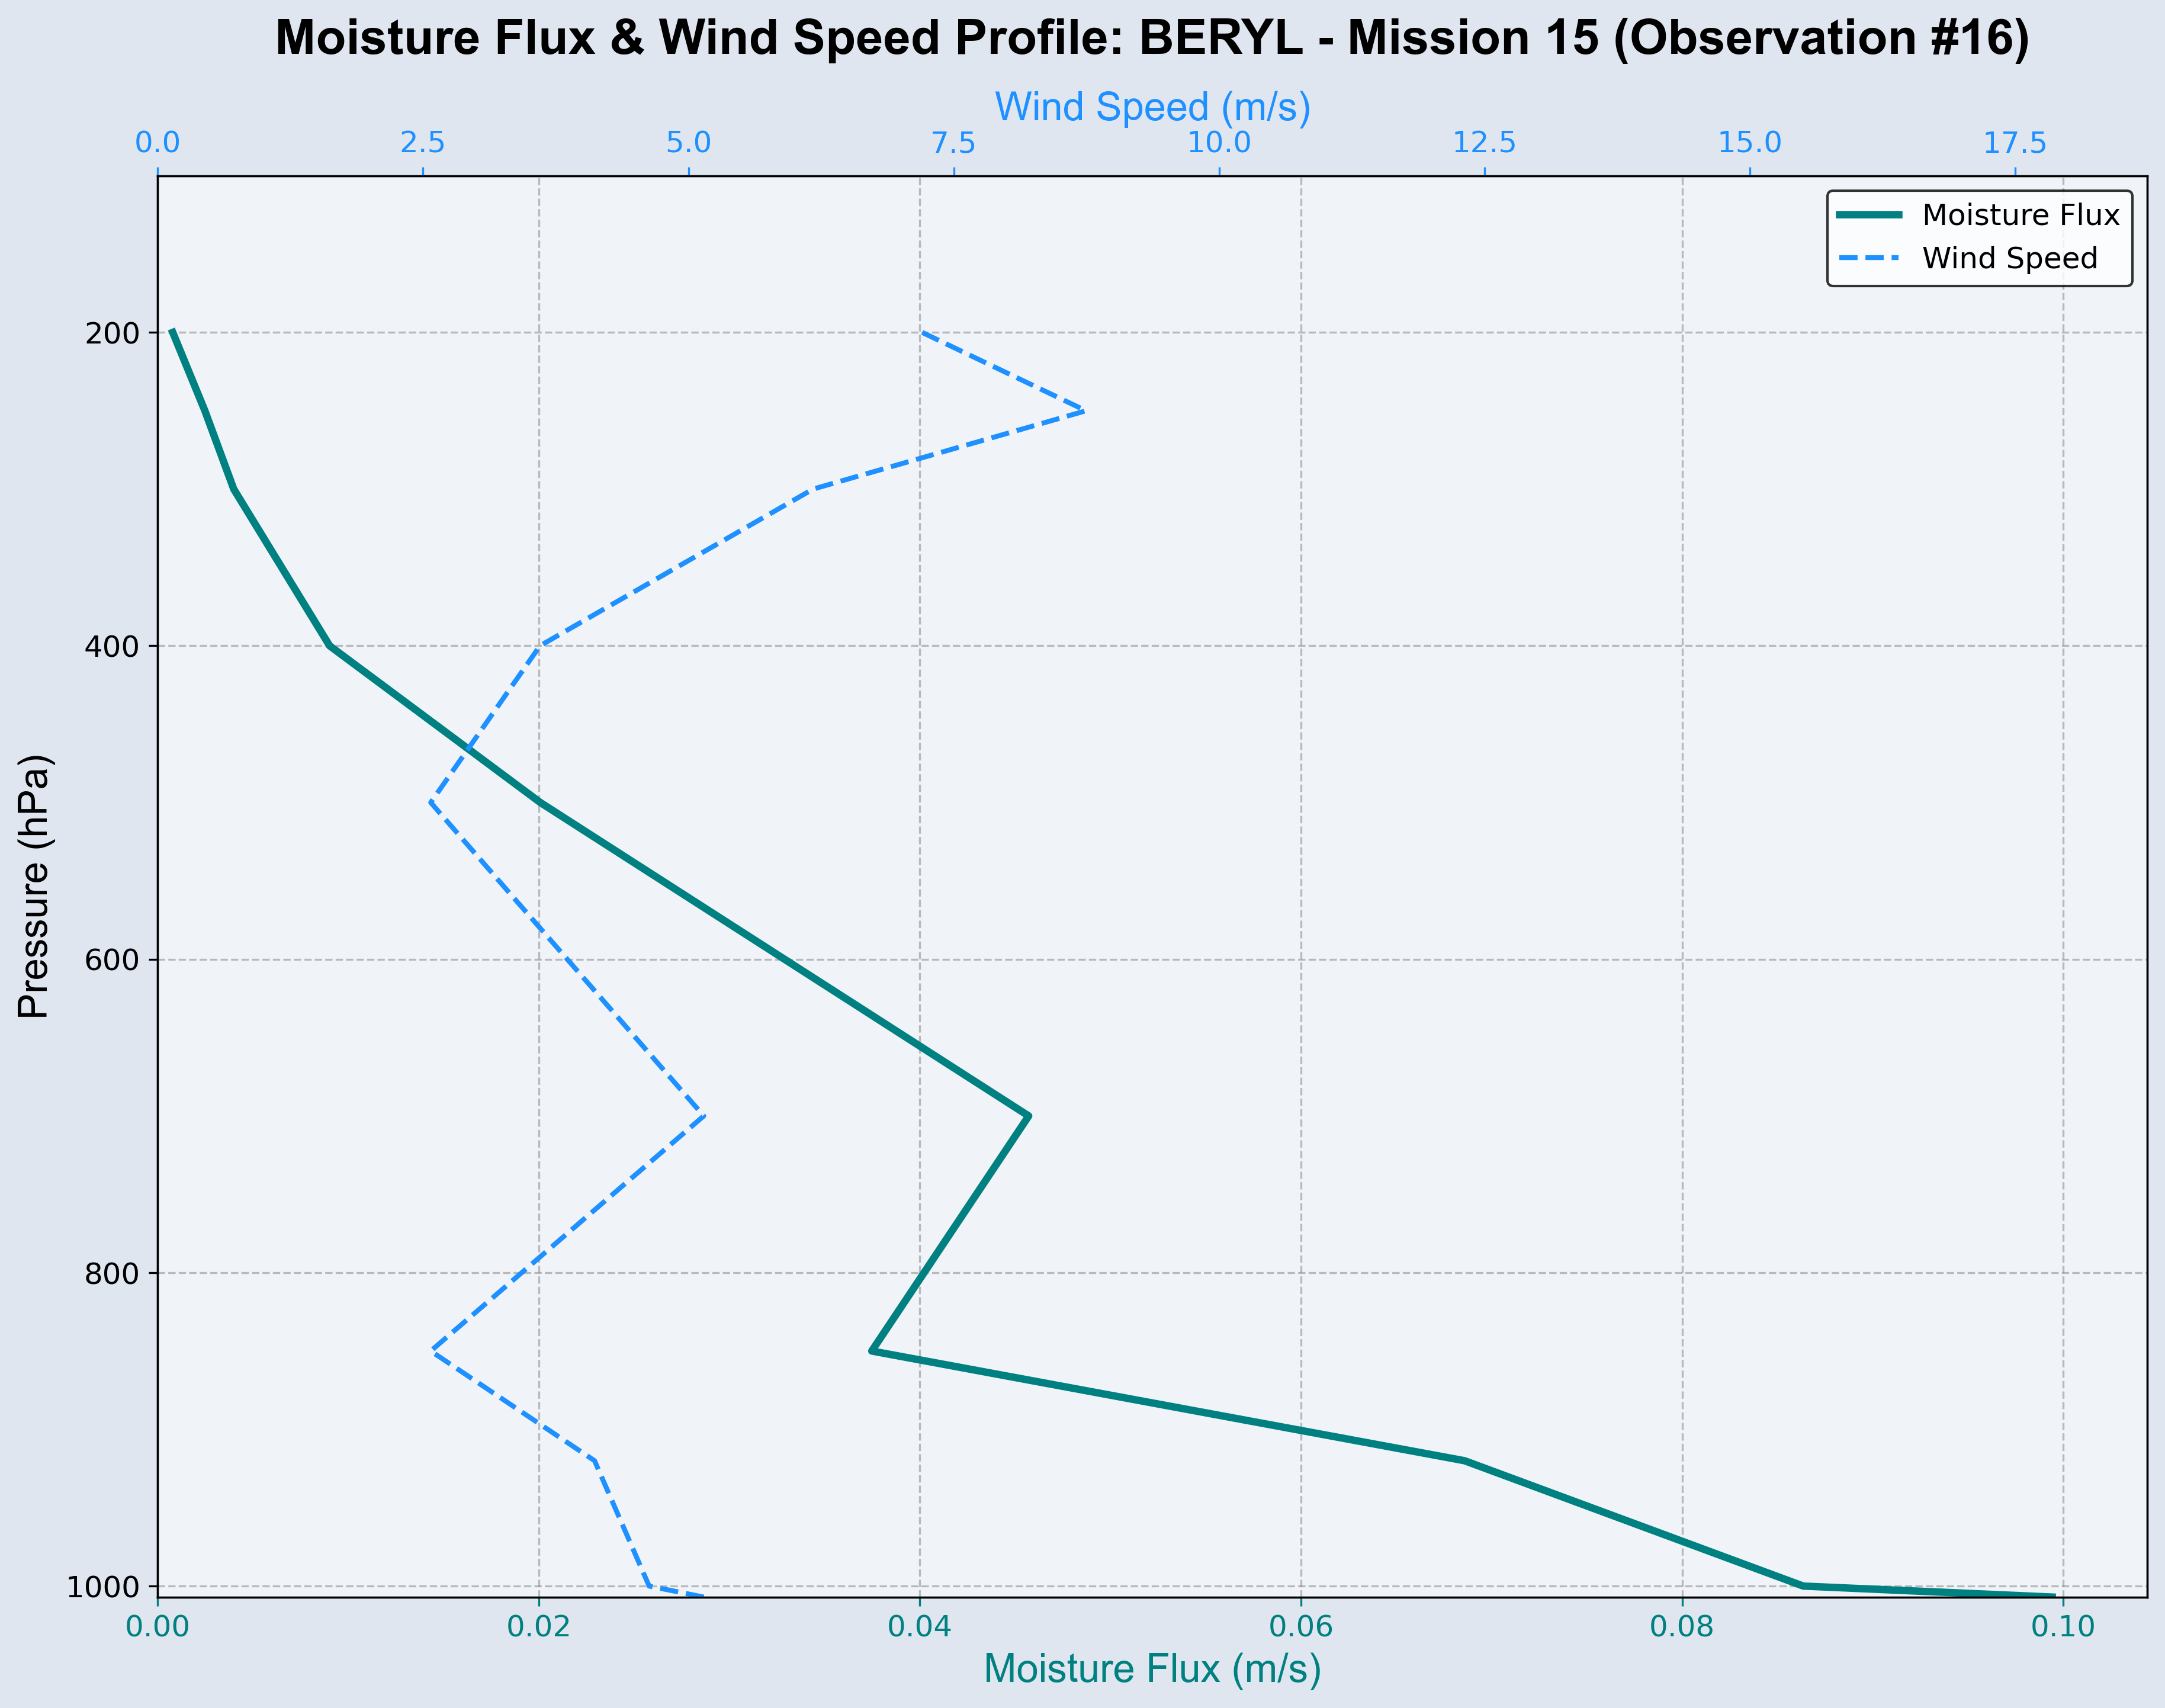 Moisture Flux & Wind Speed Profile: BERYL - Mission 15 (Observation #16)
Wind Speed (m/s)
0.0 2.5 5.0 7.5 10.0 12.5 15.0 17.5
Moisture Flux
Wind Speed
Pressure (hPa)
200
400
600
800
1000
0.00 0.02 0.04 0.06 0.08 0.10
Moisture Flux (m/s)